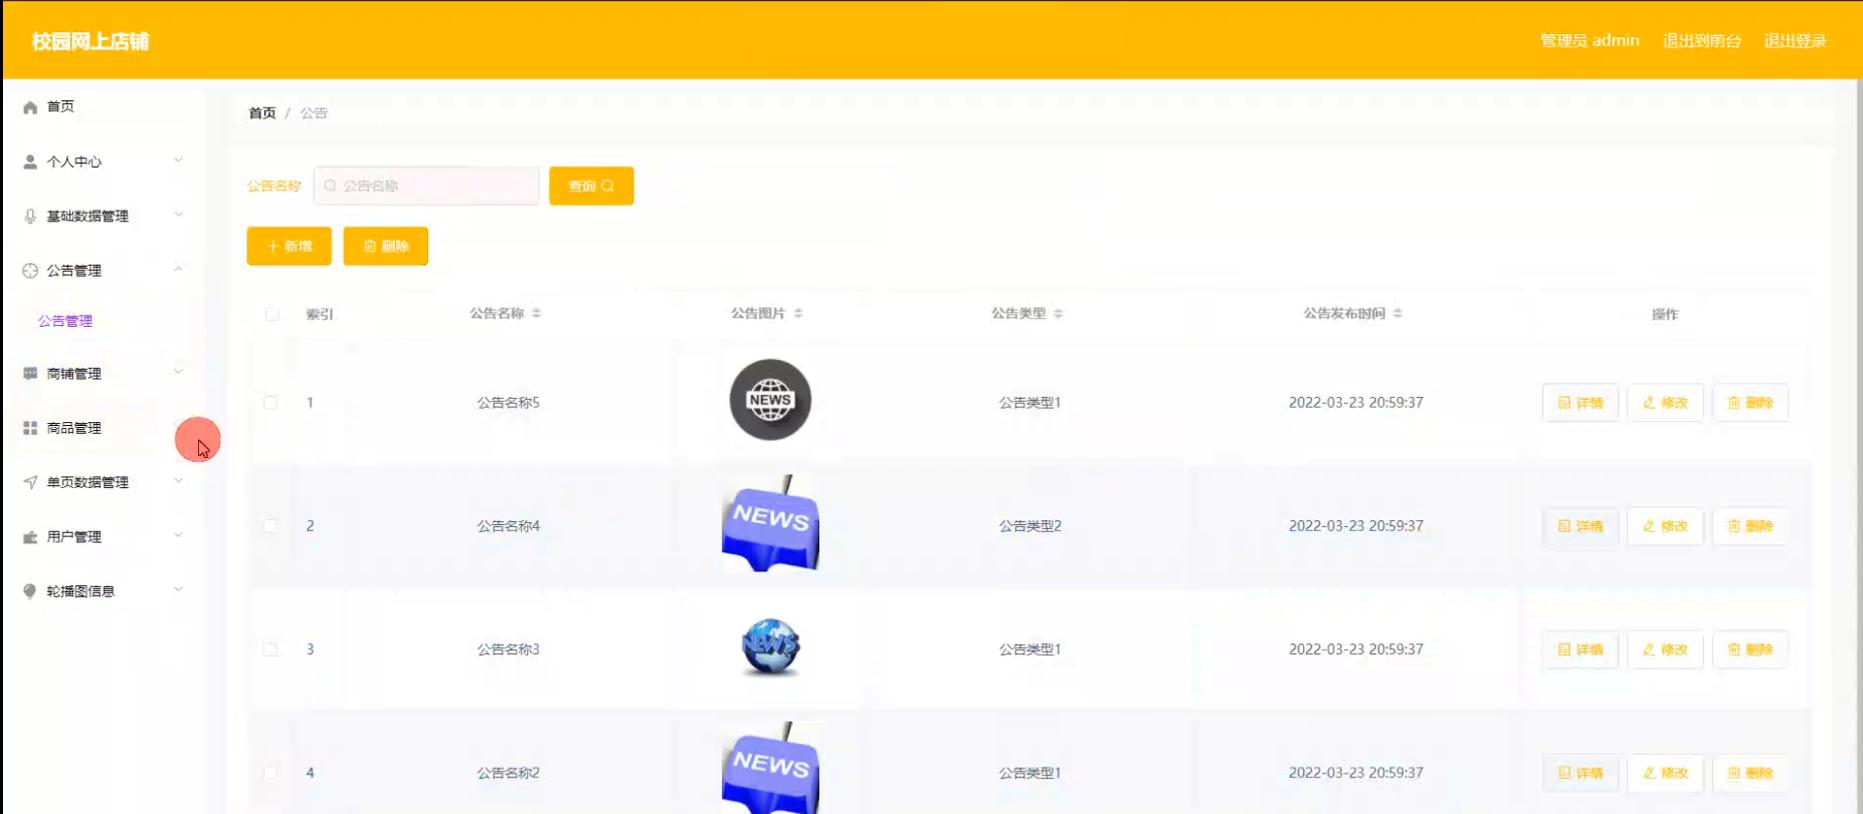 校园网上店铺
管理员 admin 退出到前台 退出登录
首页
个人中心
基础数据管理
公告管理
公告管理
商铺管理
商品管理
单页数据管理
用户管理
轮播图信息
首页 / 公告
公告名称 公告名称 查询
+ 新增 删除
索引 公告名称 公告图片 公告类型 公告发布时间 操作
1 公告名称5 NEWS 公告类型1 2022-03-23 20:59:37 详情 修改 删除
2 公告名称4 NEWS 公告类型2 2022-03-23 20:59:37 详情 修改 删除
3 公告名称3 NEWS 公告类型1 2022-03-23 20:59:37 详情 修改 删除
4 公告名称2 NEWS 公告类型1 2022-03-23 20:59:37 详情 修改 删除